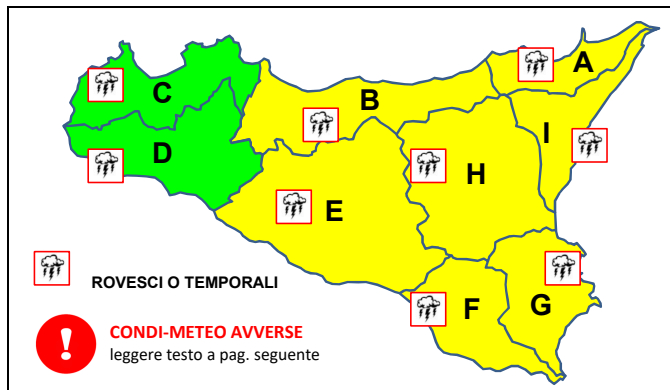 A
C
B
I
D
H
E
F
G
ROVESCI O TEMPORALI
CONDI-METEO AVVERSE
leggere testo a pag. seguente